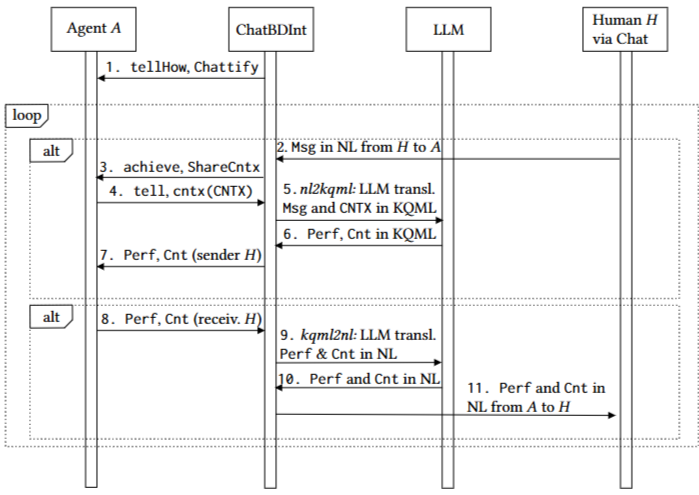 Agent A
ChatBDInt
LLM
Human H
via Chat
1. tellHow, Chattify
loop
alt
2. Msg in NL from H to A
3. achieve, ShareCntx
4. tell, cntx(CNTX)
5. nl2kqml: LLM transl.
Msg and CNTX in KQML
6. Perf, Cnt in KQML
7. Perf, Cnt (sender H)
alt
8. Perf, Cnt (receiv. H)
9. kqml2nl: LLM transl.
Perf & Cnt in NL
10. Perf and Cnt in NL
11. Perf and Cnt in
NL from A to H